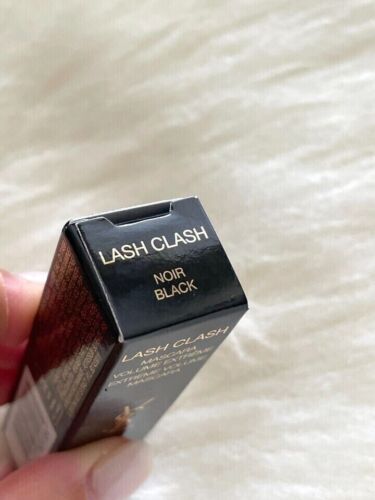 LASH CLASH
NOIR
BLACK
LASH CLASH
MASCARA
VOLUME EXTRÊME
EXTREME VOLUME
MASCARA